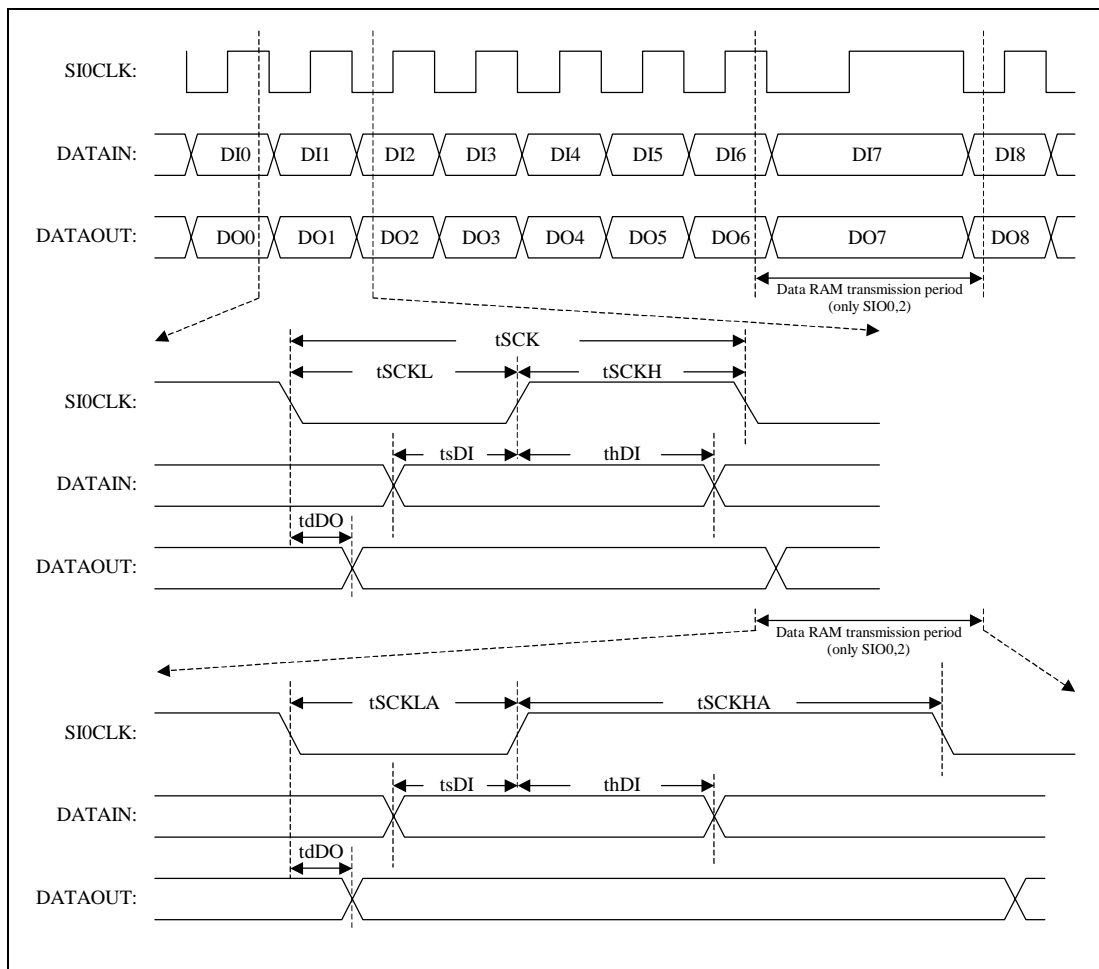 SI0CLK:
DATAIN: DI0 DI1 DI2 DI3 DI4 DI5 DI6 DI7 DI8
DATAOUT: DO0 DO1 DO2 DO3 DO4 DO5 DO6 DO7 DO8
Data RAM transmission period
(only SIO0,2)
tSCK
tSCKL tSCKH
SI0CLK:
tsDI thDI
DATAIN:
tdDO
DATAOUT:
Data RAM transmission period
(only SIO0,2)
tSCKLA tSCKHA
SI0CLK:
tsDI thDI
DATAIN:
tdDO
DATAOUT: